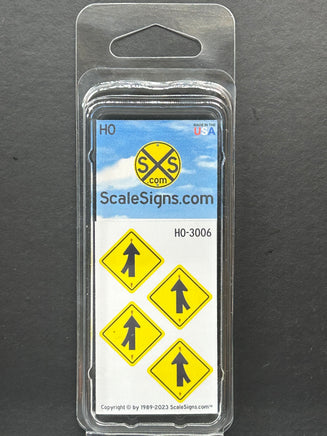 HO
MADE IN THE
USA
S S
.com
ScaleSigns.com
HO-3006
Copyright © by 1989-2023 ScaleSigns.com™